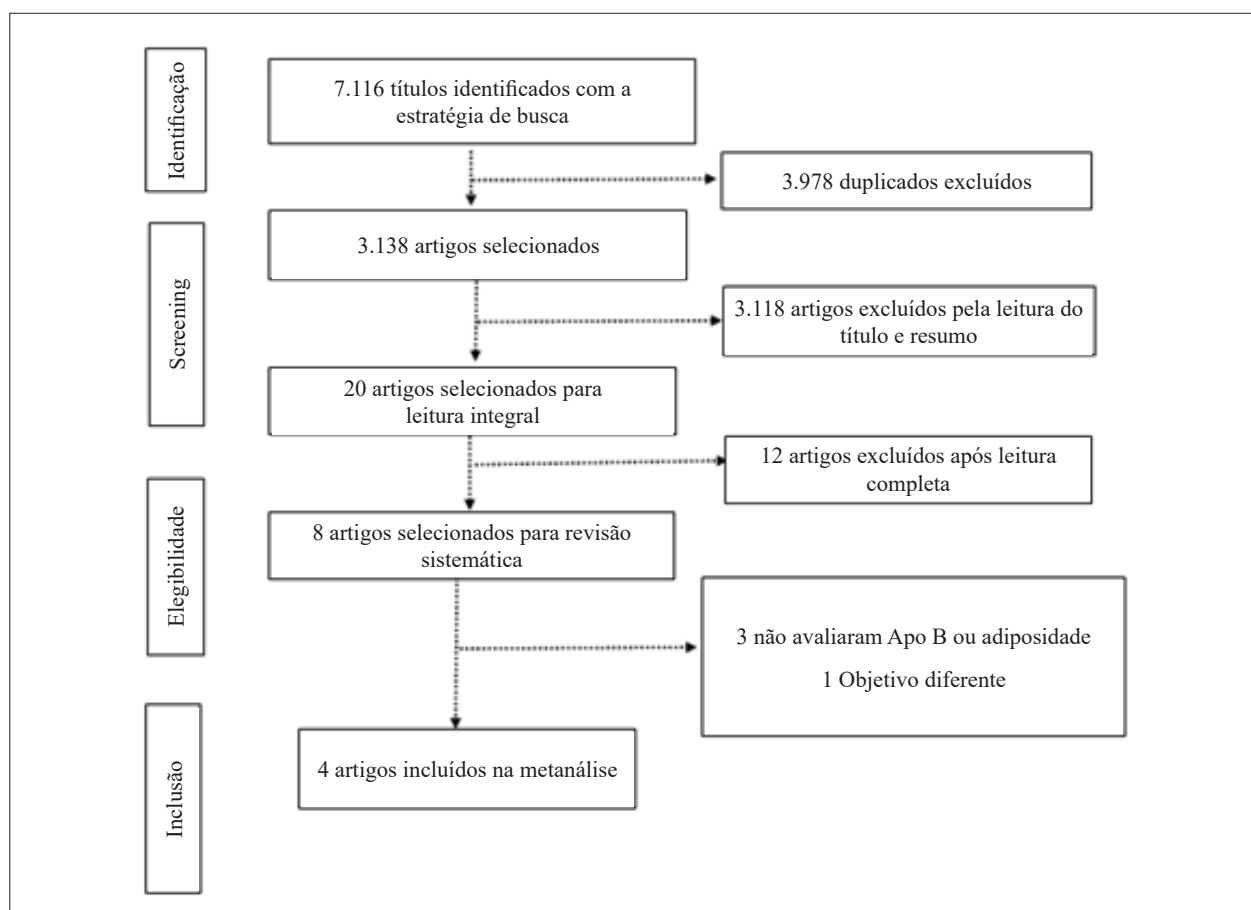 Identificação
7.116 títulos identificados com a
estratégia de busca
3.978 duplicados excluídos
Screening
3.138 artigos selecionados
3.118 artigos excluídos pela leitura do
título e resumo
20 artigos selecionados para
leitura integral
12 artigos excluídos após leitura
completa
Elegibilidade
8 artigos selecionados para revisão
sistemática
3 não avaliaram Apo B ou adiposidade
1 Objetivo diferente
Inclusão
4 artigos incluídos na metanálise